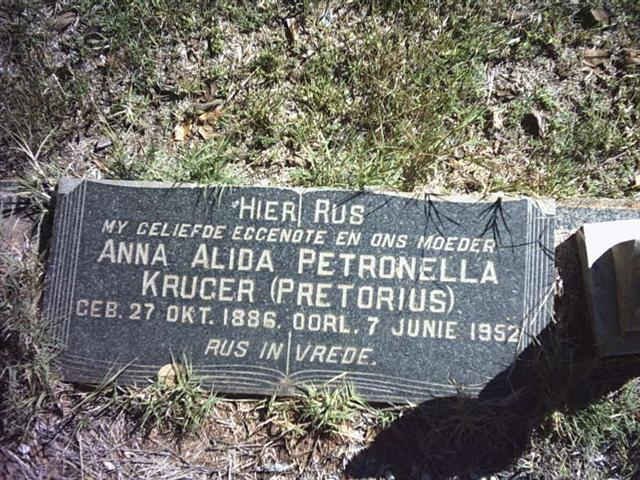 HIER RUS
MY GELIEFDE EGGENOTE EN ONS MOEDER
ANNA ALIDA PETRONELLA
KRUGER (PRETORIUS).
GEB. 27 OKT. 1886. OORL. 7 JUNIE 1952
RUS IN VREDE.